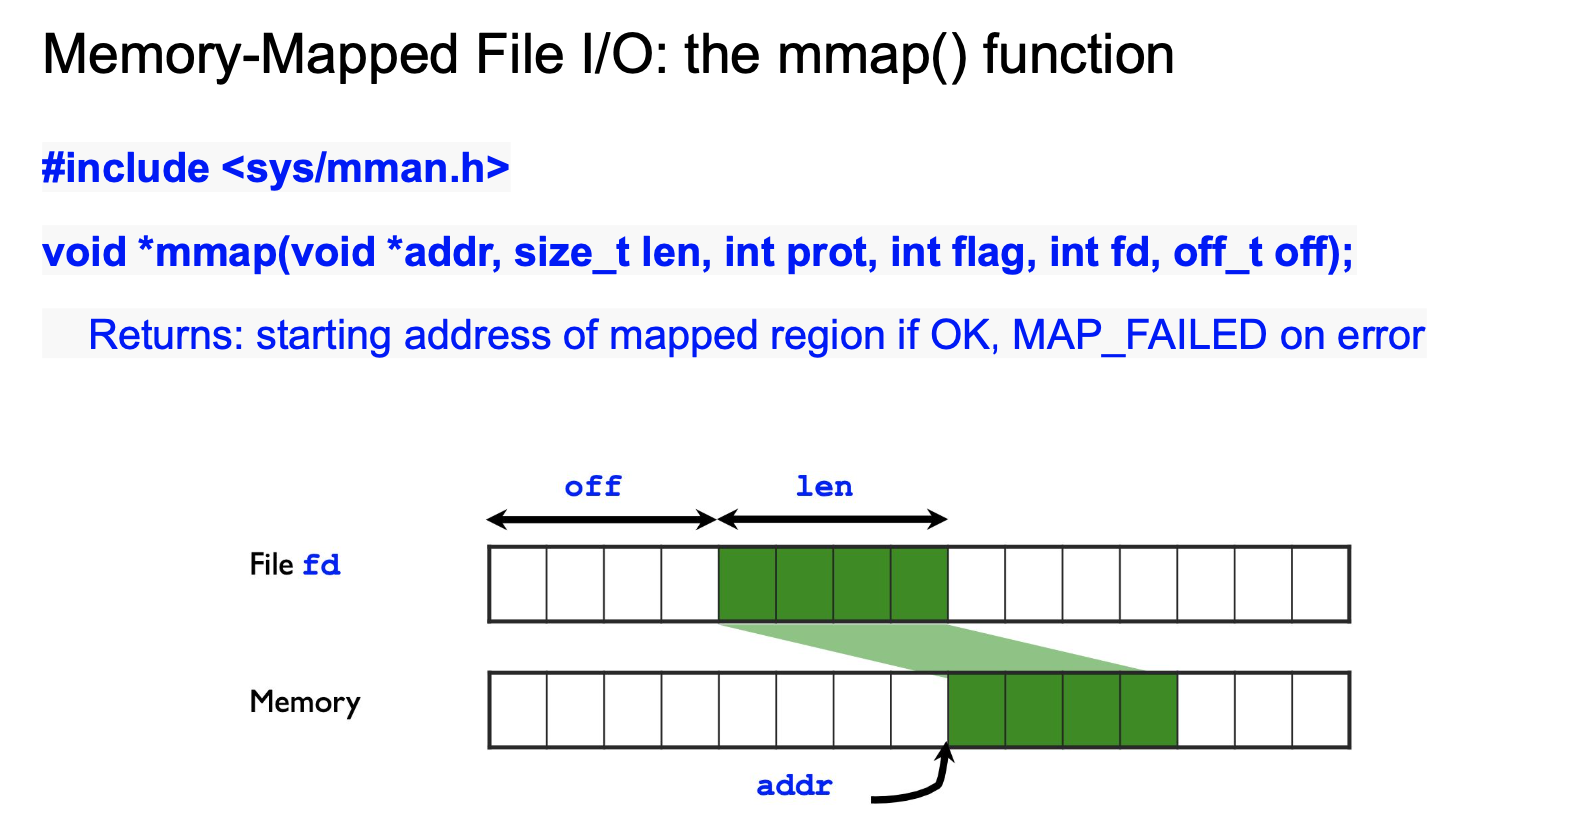 Memory-Mapped File I/O: the mmap() function
#include <sys/mman.h>
void *mmap(void *addr, size_t len, int prot, int flag, int fd, off_t off);
Returns: starting address of mapped region if OK, MAP_FAILED on error
off len
File fd
Memory
addr